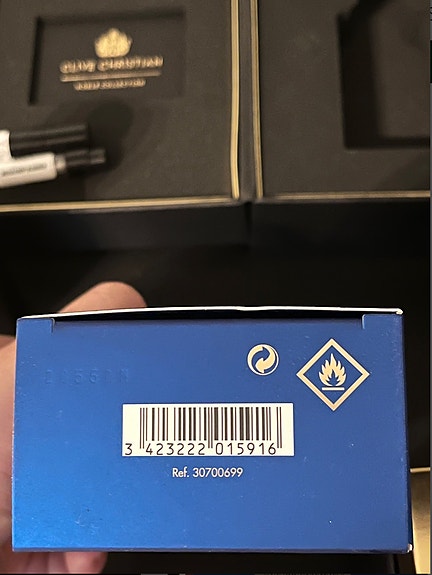 CLIVE CHRISTIAN
3 423222 015916
Ref. 30700699